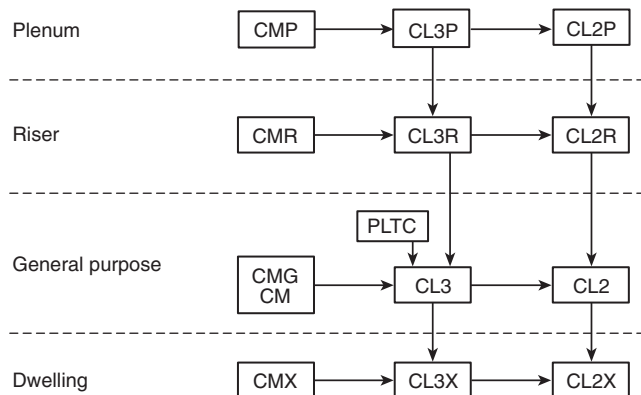 Plenum
CMP
CL3P
CL2P
Riser
CMR
CL3R
CL2R
PLTC
General purpose
CMG
CM
CL3
CL2
Dwelling
CMX
CL3X
CL2X